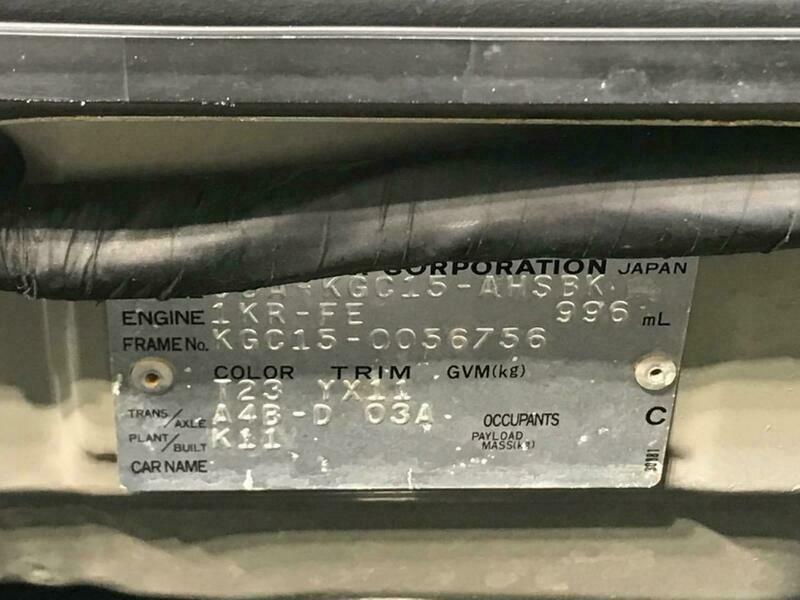 CORPORATION JAPAN
KGC15-AHSBK
ENGINE 1KR-FE 996 mL
FRAME No. KGC15-0056756
COLOR TRIM GVM(kg)
T23 YX11
TRANS/AXLE A4B-D 03A OCCUPANTS C
PLANT/BUILT K11 PAYLOAD MASS(kg)
CAR NAME